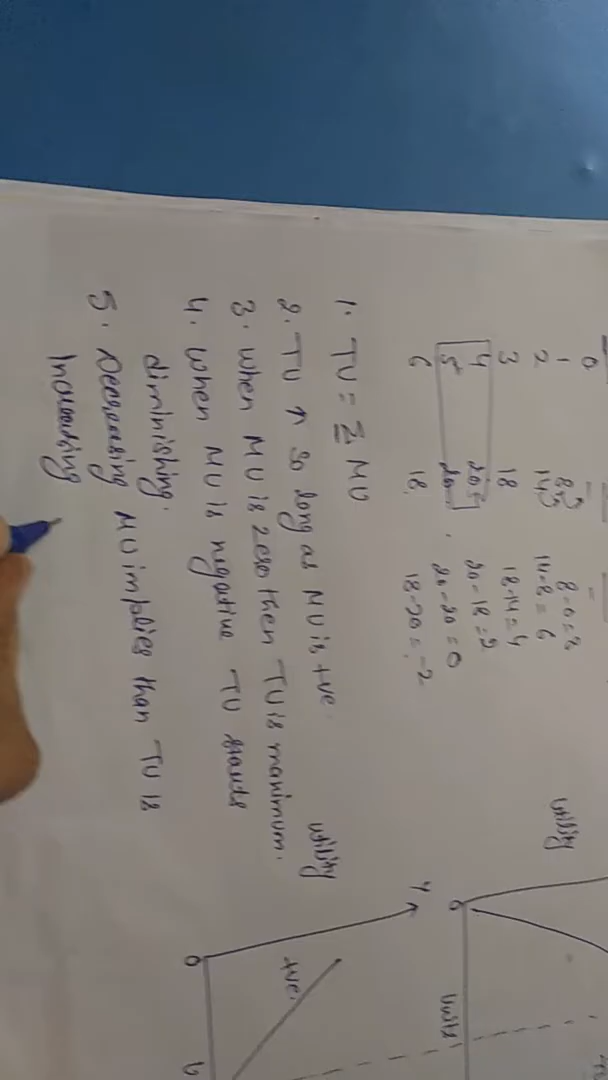 0 - - =
1 8 8-0=8
2 14 14-8=6
3 18 18-14=4
4 20 20-18=2
5 20 20-20=0
6 18 18-20=-2
1. TU = Σ MU
2. TU ↑ so long as MU is +ve.
3. when MU is zero then TU is maximum.
4. when MU is negative TU starts
diminishing.
5. Decreasing MU implies than TU is
increasing
utility
0
units
utility
Y
+ve.
0